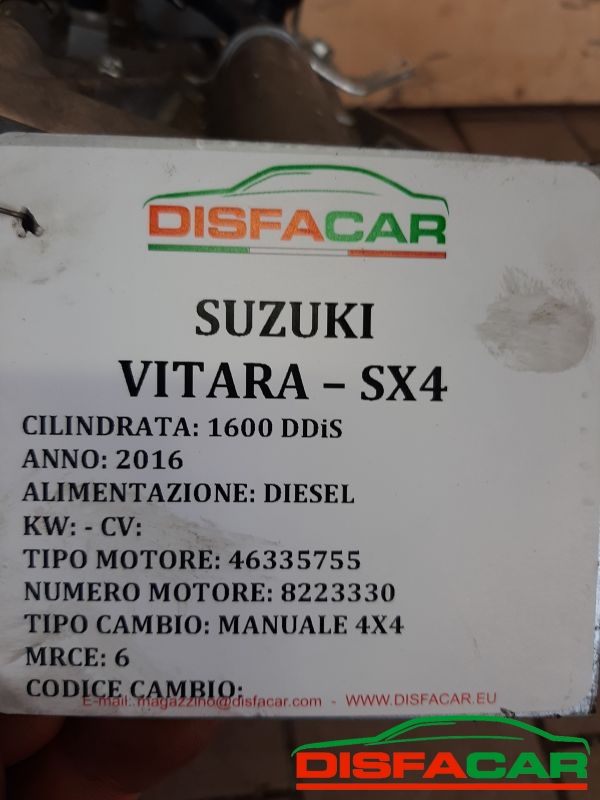 DISFACAR
SUZUKI
VITARA – SX4
CILINDRATA: 1600 DDiS
ANNO: 2016
ALIMENTAZIONE: DIESEL
KW: - CV:
TIPO MOTORE: 46335755
NUMERO MOTORE: 8223330
TIPO CAMBIO: MANUALE 4X4
MRCE: 6
CODICE CAMBIO:
E-mail: magazzino@disfacar.com - WWW.DISFACAR.EU
DISFACAR